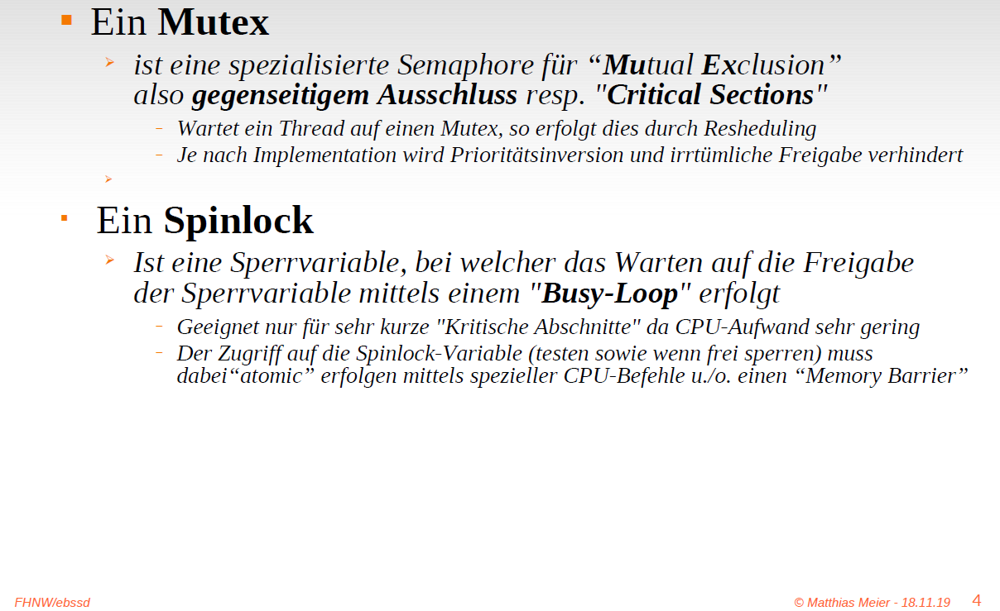 Ein Mutex
ist eine spezialisierte Semaphore für “Mutual Exclusion”
also gegenseitigem Ausschluss resp. "Critical Sections"
Wartet ein Thread auf einen Mutex, so erfolgt dies durch Resheduling
Je nach Implementation wird Prioritätsinversion und irrtümliche Freigabe verhindert
Ein Spinlock
Ist eine Sperrvariable, bei welcher das Warten auf die Freigabe
der Sperrvariable mittels einem "Busy-Loop" erfolgt
Geeignet nur für sehr kurze "Kritische Abschnitte" da CPU-Aufwand sehr gering
Der Zugriff auf die Spinlock-Variable (testen sowie wenn frei sperren) muss
dabei“atomic” erfolgen mittels spezieller CPU-Befehle u./o. einen “Memory Barrier”
FHNW/ebssd
© Matthias Meier - 18.11.19 4